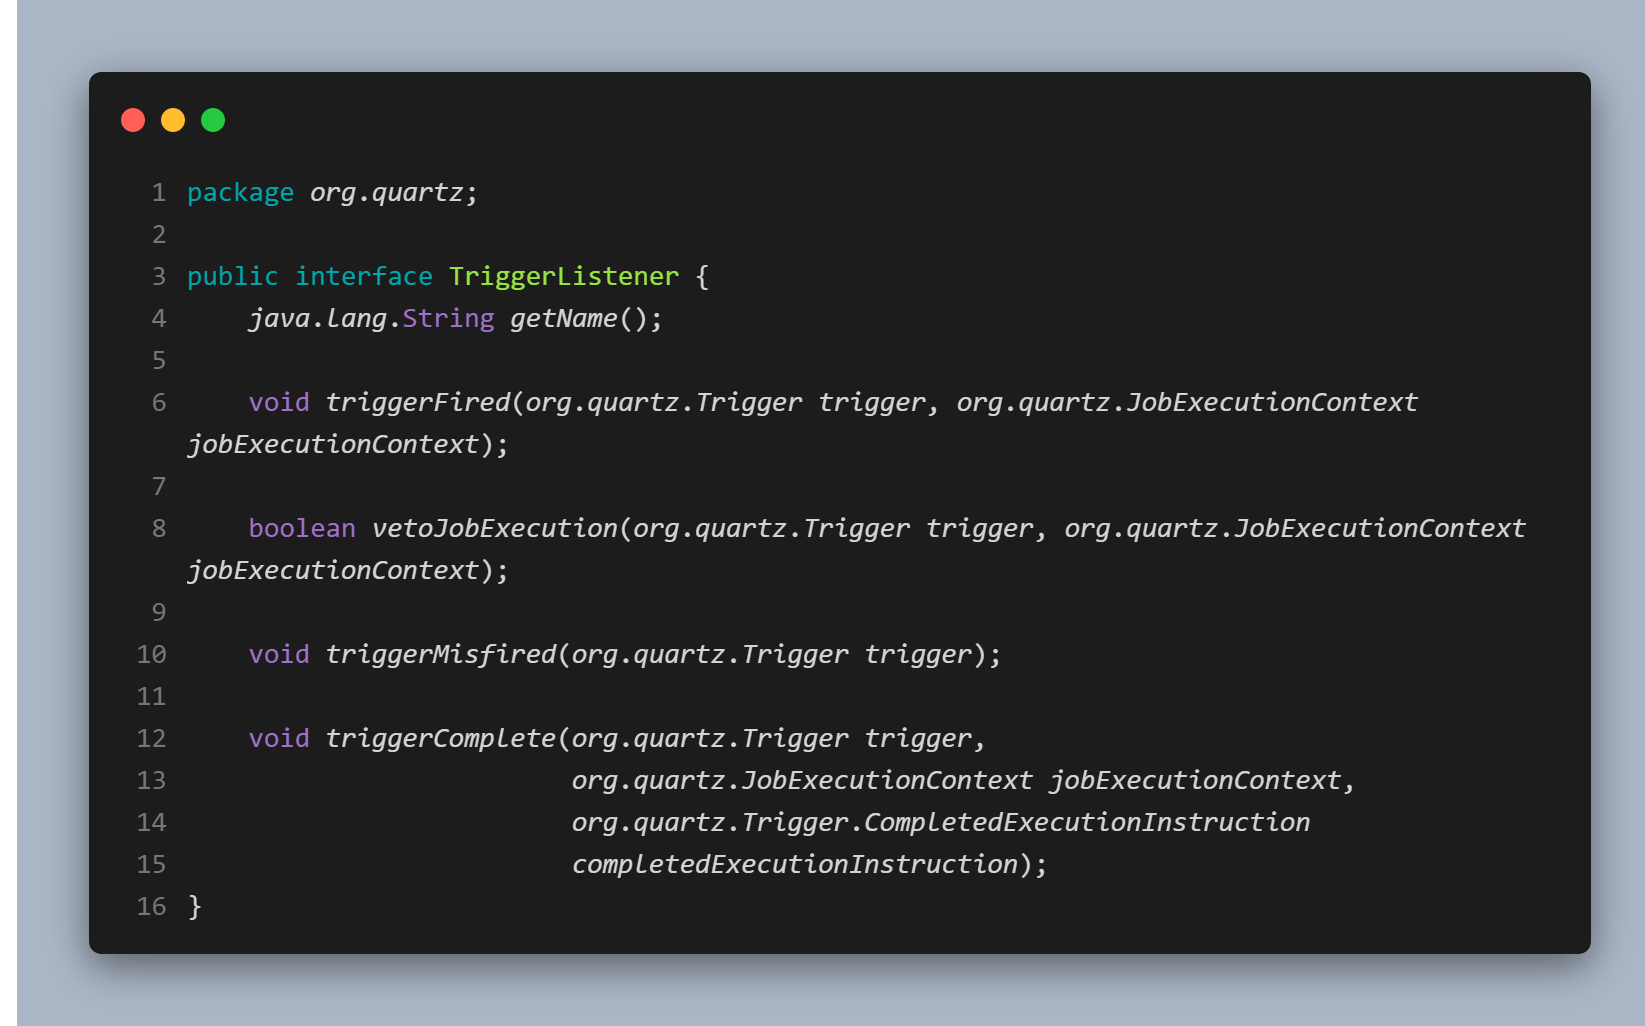 1 package org.quartz;
2
3 public interface TriggerListener {
4     java.lang.String getName();
5
6     void triggerFired(org.quartz.Trigger trigger, org.quartz.JobExecutionContext
jobExecutionContext);
7
8     boolean vetoJobExecution(org.quartz.Trigger trigger, org.quartz.JobExecutionContext
jobExecutionContext);
9
10     void triggerMisfired(org.quartz.Trigger trigger);
11
12     void triggerComplete(org.quartz.Trigger trigger,
13                          org.quartz.JobExecutionContext jobExecutionContext,
14                          org.quartz.Trigger.CompletedExecutionInstruction
15                          completedExecutionInstruction);
16 }